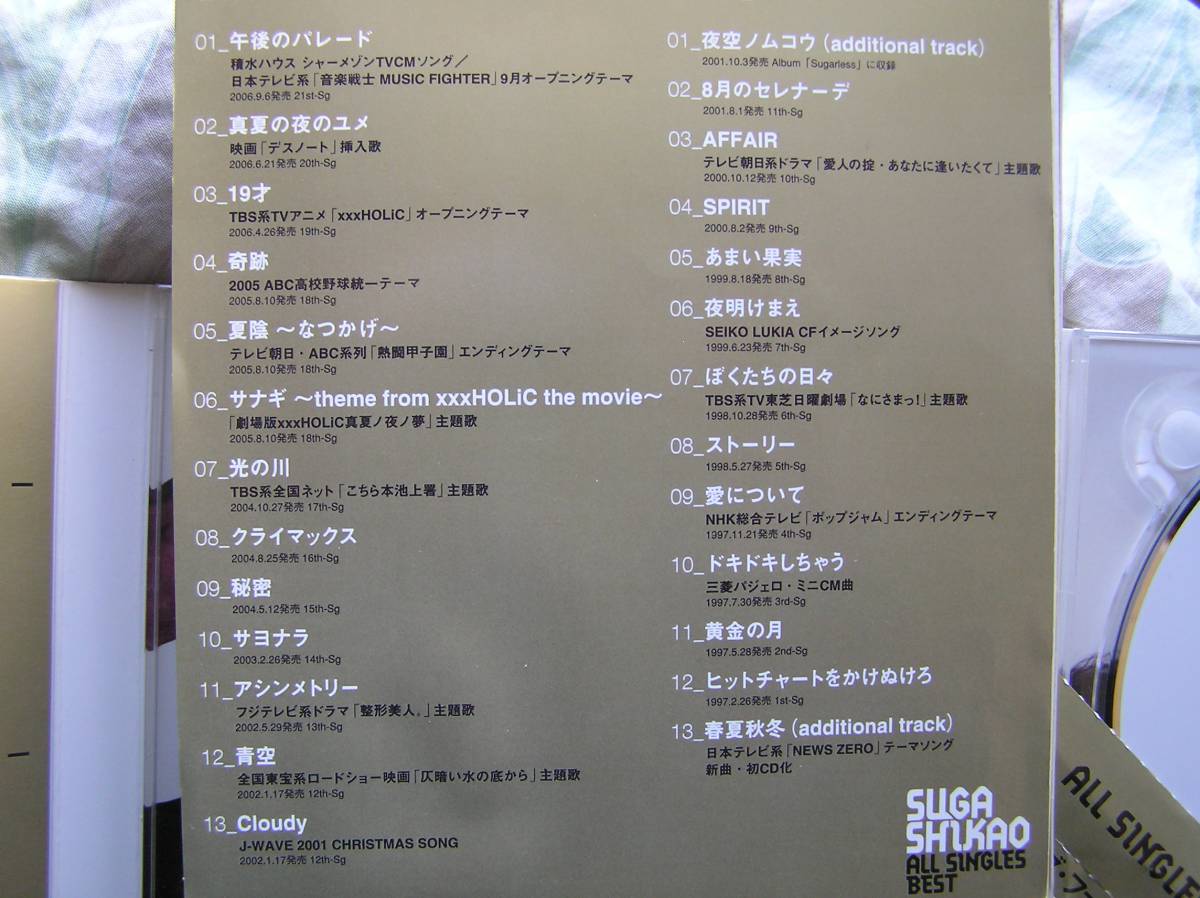 01_午後のパレード
積水ハウス シャーメゾンTVCMソング／
日本テレビ系「音楽戦士 MUSIC FIGHTER」9月オープニングテーマ
2006.9.6発売 21st-Sg
02_真夏の夜のユメ
映画「デスノート」挿入歌
2006.6.21発売 20th-Sg
03_19才
TBS系TVアニメ「xxxHOLiC」オープニングテーマ
2006.4.26発売 19th-Sg
04_奇跡
2005 ABC高校野球統一テーマ
2005.8.10発売 18th-Sg
05_夏陰 〜なつかげ〜
テレビ朝日・ABC系列「熱闘甲子園」エンディングテーマ
2005.8.10発売 18th-Sg
06_サナギ 〜theme from xxxHOLiC the movie〜
「劇場版xxxHOLiC真夏ノ夜ノ夢」主題歌
2005.8.10発売 18th-Sg
07_光の川
TBS系全国ネット「こちら本池上署」主題歌
2004.10.27発売 17th-Sg
08_クライマックス
2004.8.25発売 16th-Sg
09_秘密
2004.5.12発売 15th-Sg
10_サヨナラ
2003.2.26発売 14th-Sg
11_アシンメトリー
フジテレビ系ドラマ「整形美人。」主題歌
2002.5.29発売 13th-Sg
12_青空
全国東宝系ロードショー映画「仄暗い水の底から」主題歌
2002.1.17発売 12th-Sg
13_Cloudy
J-WAVE 2001 CHRISTMAS SONG
2002.1.17発売 12th-Sg
01_夜空ノムコウ (additional track)
2001.10.3発売 Album「Sugarless」に収録
02_8月のセレナーデ
2001.8.1発売 11th-Sg
03_AFFAIR
テレビ朝日系ドラマ「愛人の掟・あなたに逢いたくて」主題歌
2000.10.12発売 10th-Sg
04_SPIRIT
2000.8.2発売 9th-Sg
05_あまい果実
1999.8.18発売 8th-Sg
06_夜明けまえ
SEIKO LUKIA CFイメージソング
1999.6.23発売 7th-Sg
07_ぼくたちの日々
TBS系TV東芝日曜劇場「なにさまっ!」主題歌
1998.10.28発売 6th-Sg
08_ストーリー
1998.5.27発売 5th-Sg
09_愛について
NHK総合テレビ「ポップジャム」エンディングテーマ
1997.11.21発売 4th-Sg
10_ドキドキしちゃう
三菱パジェロ・ミニCM曲
1997.7.30発売 3rd-Sg
11_黄金の月
1997.5.28発売 2nd-Sg
12_ヒットチャートをかけぬけろ
1997.2.26発売 1st-Sg
13_春夏秋冬 (additional track)
日本テレビ系「NEWS ZERO」テーマソング
新曲・初CD化
SUGA
SHIKAO
ALL SINGLES
BEST
ALL SINGLE